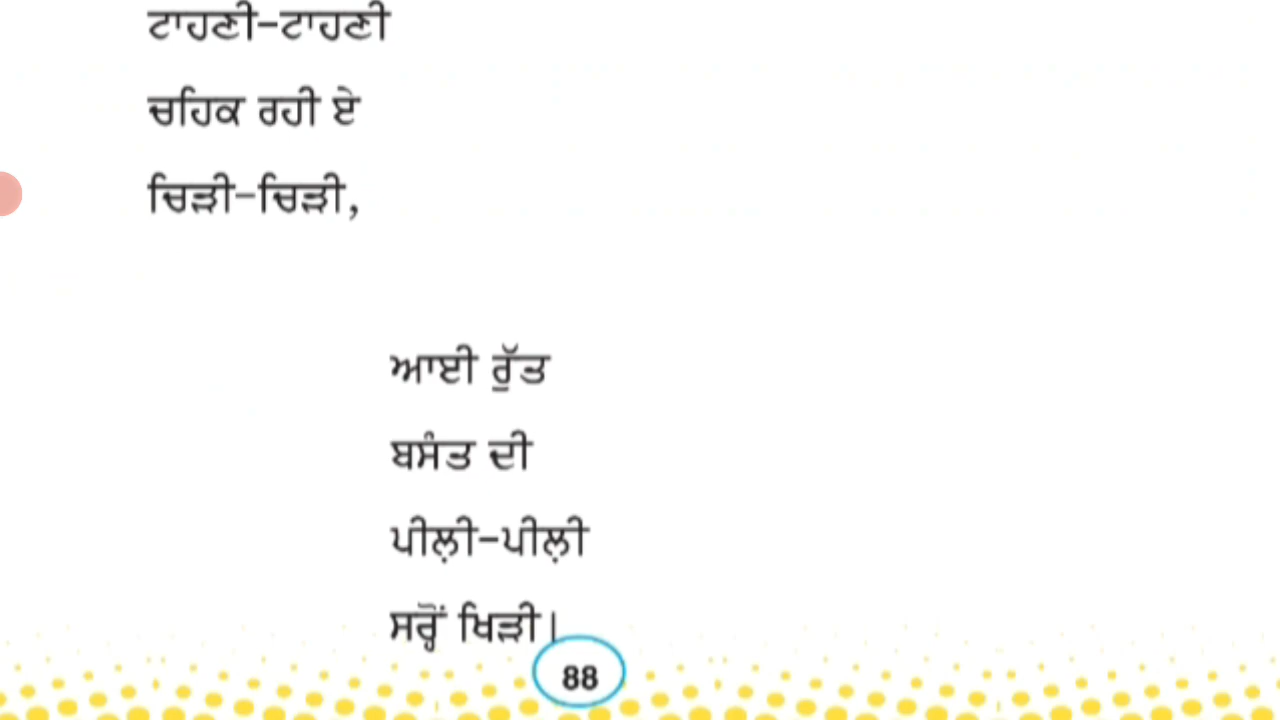 ਟਾਹਣੀ-ਟਾਹਣੀ
ਚਹਿਕ ਰਹੀ ਏ
ਚਿੜੀ-ਚਿੜੀ,
ਆਈ ਰੁੱਤ
ਬਸੰਤ ਦੀ
ਪੀਲ਼ੀ-ਪੀਲ਼ੀ
ਸਰ੍ਹੋਂ ਖਿੜੀ।
88